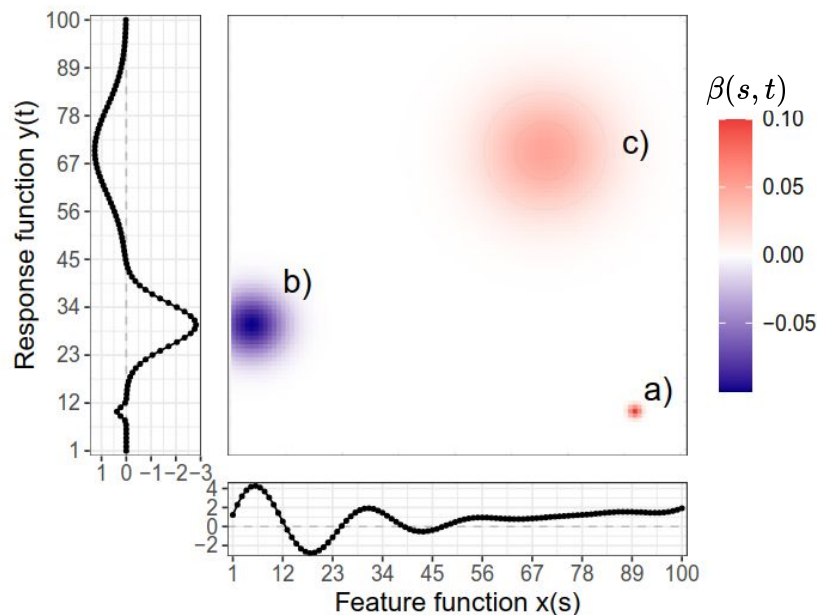 100
89
78
67
56
45
34
23
12
1
Response function y(t)
1 0 −1 −2 −3
c)
b)
a)
β(s, t)
0.10
0.05
0.00
−0.05
4
2
0
−2
1 12 23 34 45 56 67 78 89 100
Feature function x(s)